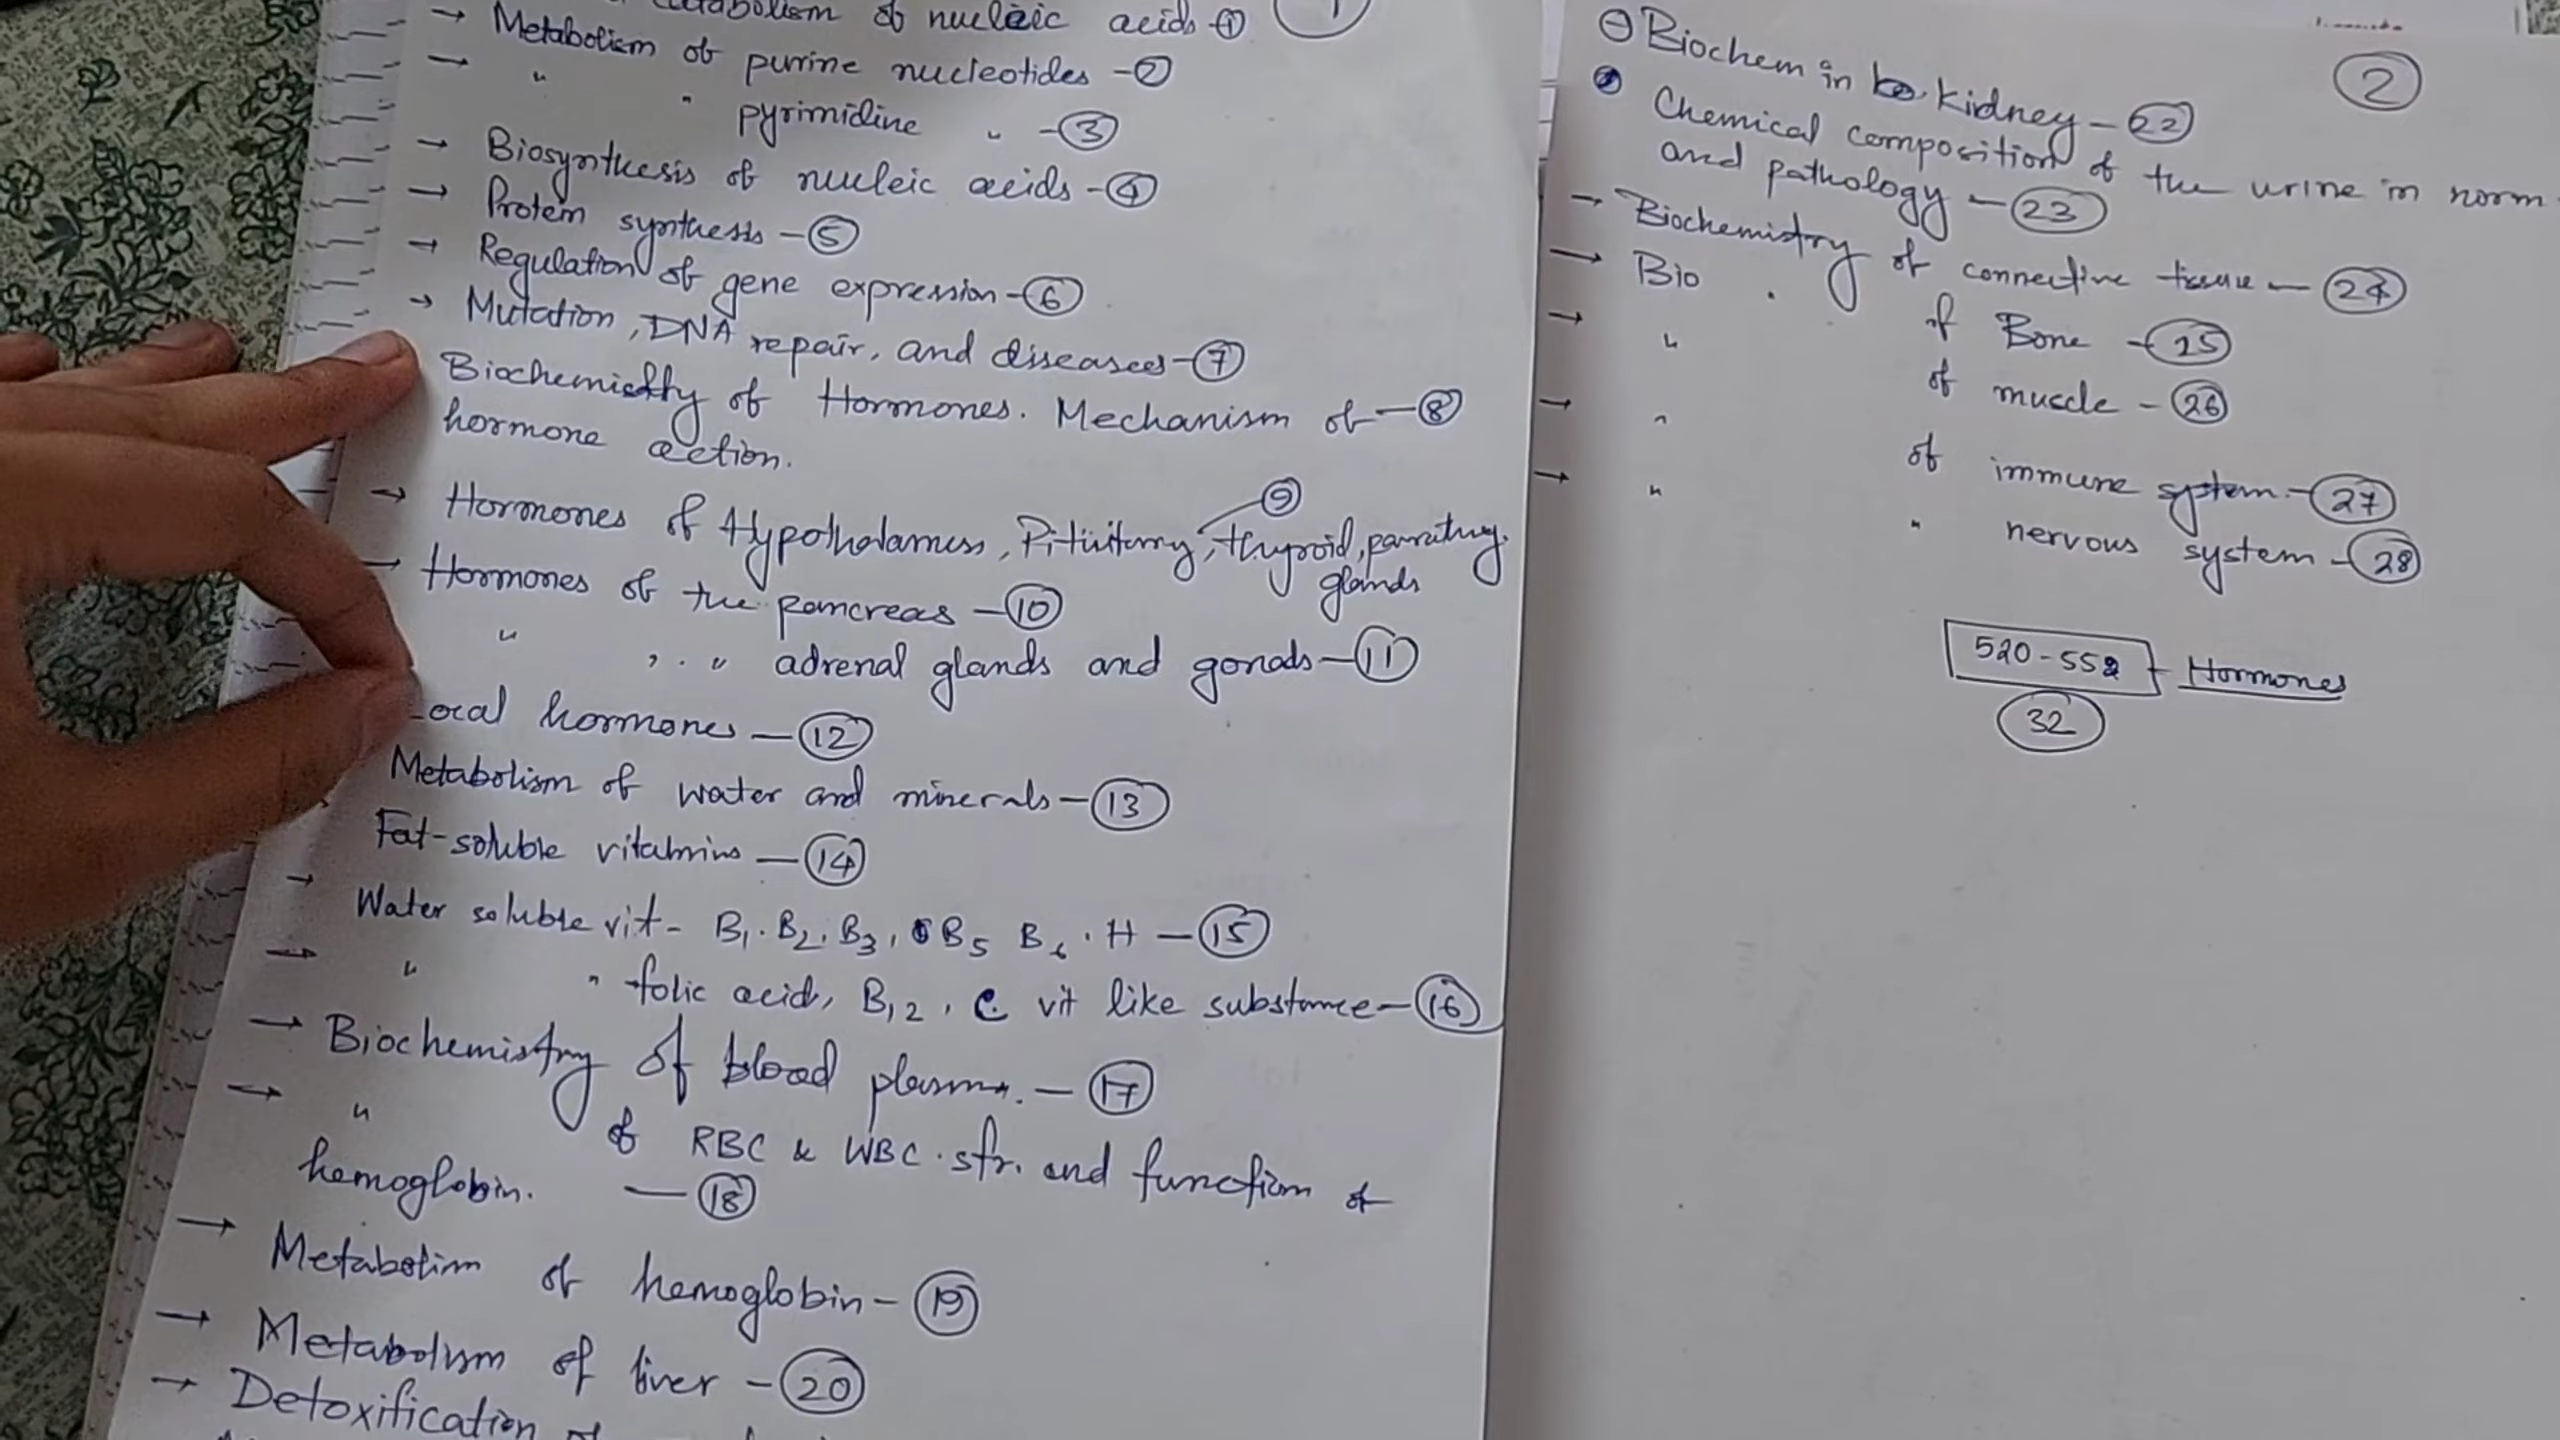 of nucleic acids ①
→ Metabolism of purine nucleotides - ②
→ " " pyrimidine " - ③
→ Biosynthesis of nucleic acids - ④
→ Protein synthesis - ⑤
→ Regulation of gene expression - ⑥
→ Mutation, DNA repair, and diseases - ⑦
Biochemistry of Hormones. Mechanism of — ⑧
hormone action.
⑨
→ Hormones of Hypothalamus, Pituitary, thyroid, parathy.
glands
→ Hormones of the pancreas — ⑩
" " " adrenal glands and gonads — ⑪
ocal hormones — ⑫
Metabolism of water and minerals — ⑬
Fat-soluble vitamins — ⑭
→ Water soluble vit - B1. B2. B3, B5 B6 . H — ⑮
→ " " folic acid, B12, C vit like substance — ⑯
→ Biochemistry of blood plasma. — ⑰
→ " of RBC & WBC. str. and function of
hemoglobin. — ⑱
→ Metabolism of hemoglobin - ⑲
→ Metabolism of liver - ⑳
→ Detoxification
②
Biochem in kidney - ㉒
Chemical composition of the urine in norm
and pathology — ㉓
→ Biochemistry of connective tissue — ㉔
→ Bio " of Bone - ㉕
→ " of muscle - ㉖
→ " of immune system. - ㉗
→ " " nervous system - ㉘
520-552 - Hormones
㉜